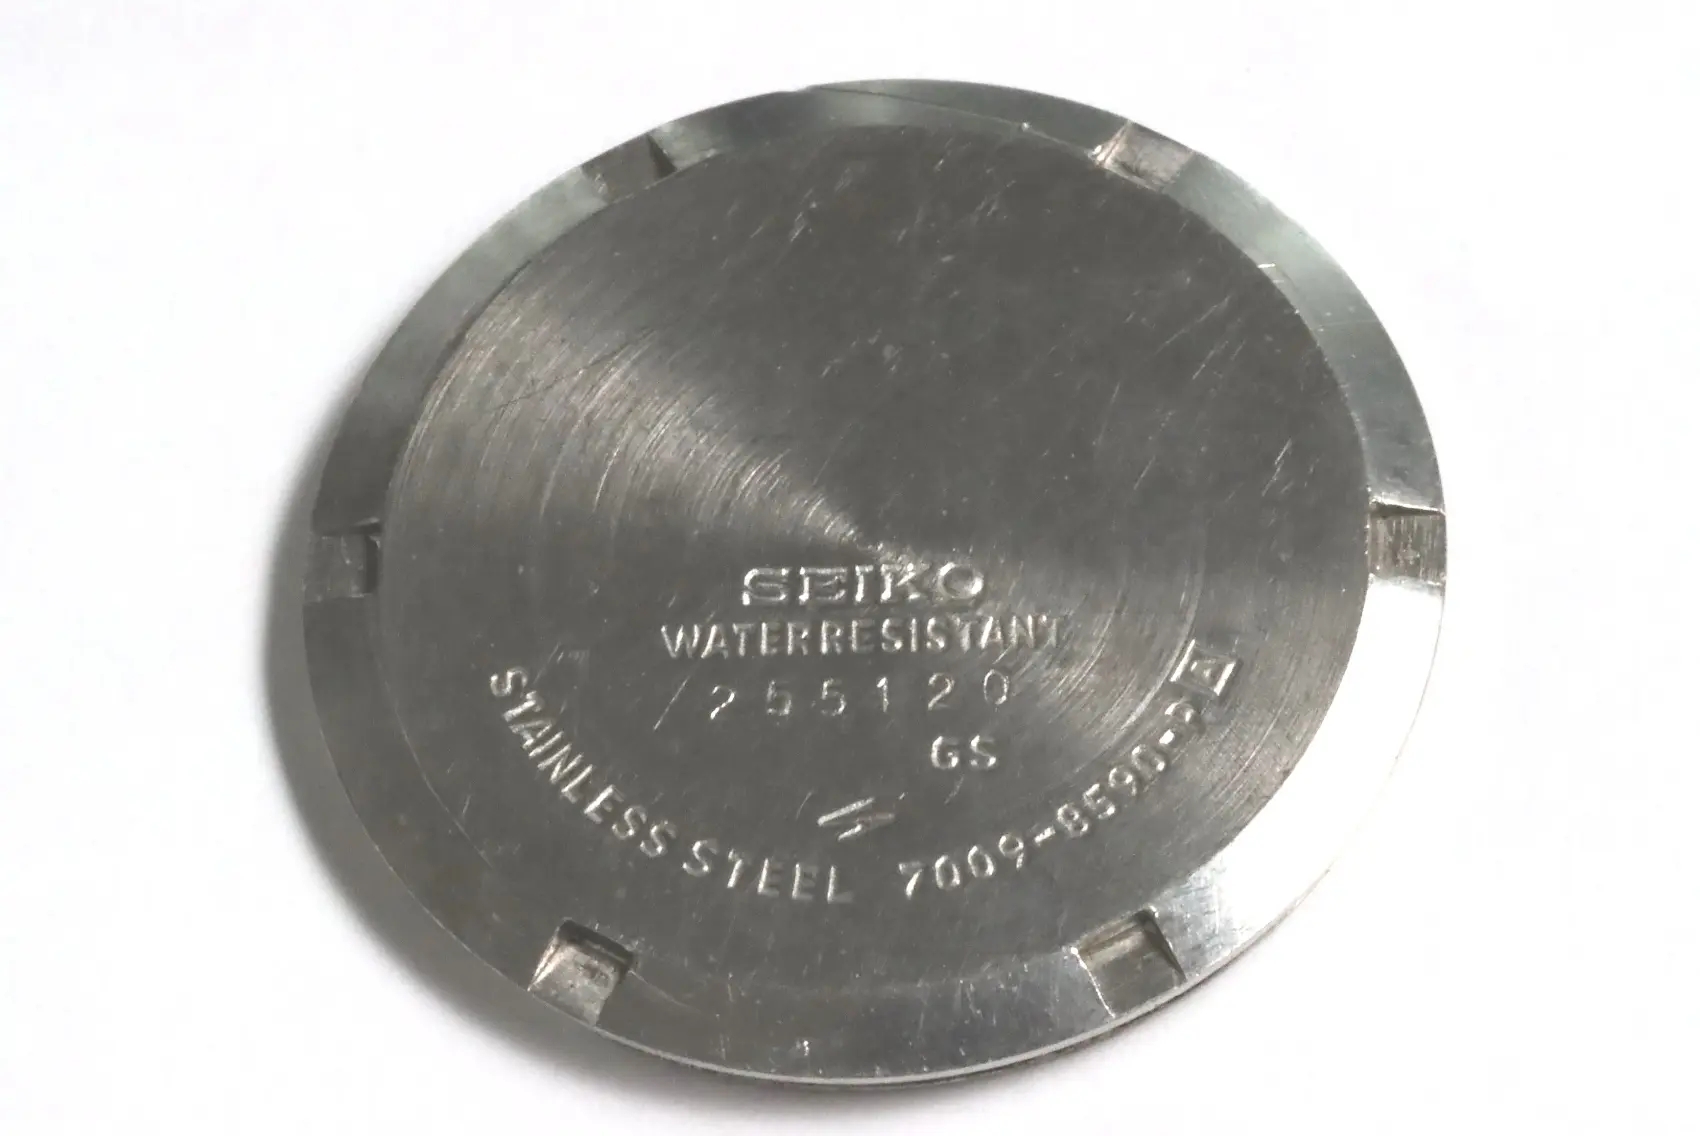 SEIKO
WATER RESISTANT
255120
GS
STAINLESS STEEL 7009-8590-P A